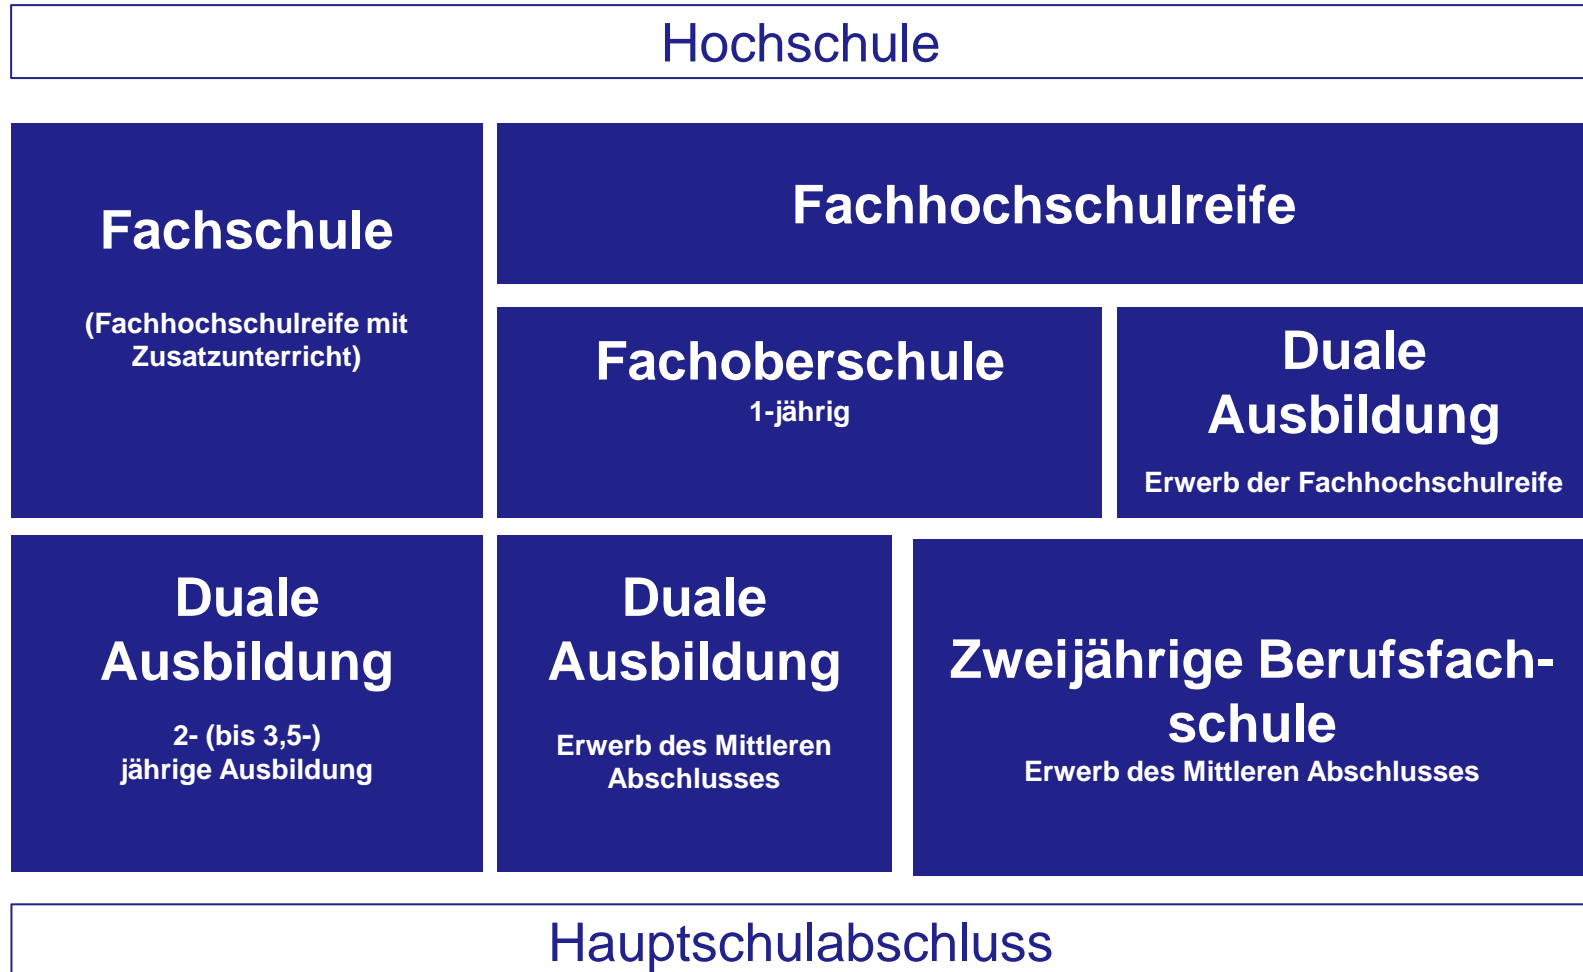 Hochschule
Fachschule
(Fachhochschulreife mit
Zusatzunterricht)
Fachhochschulreife
Fachoberschule
1-jährig
Duale
Ausbildung
Erwerb der Fachhochschulreife
Duale
Ausbildung
2- (bis 3,5-)
jährige Ausbildung
Duale
Ausbildung
Erwerb des Mittleren
Abschlusses
Zweijährige Berufsfach-
schule
Erwerb des Mittleren Abschlusses
Hauptschulabschluss